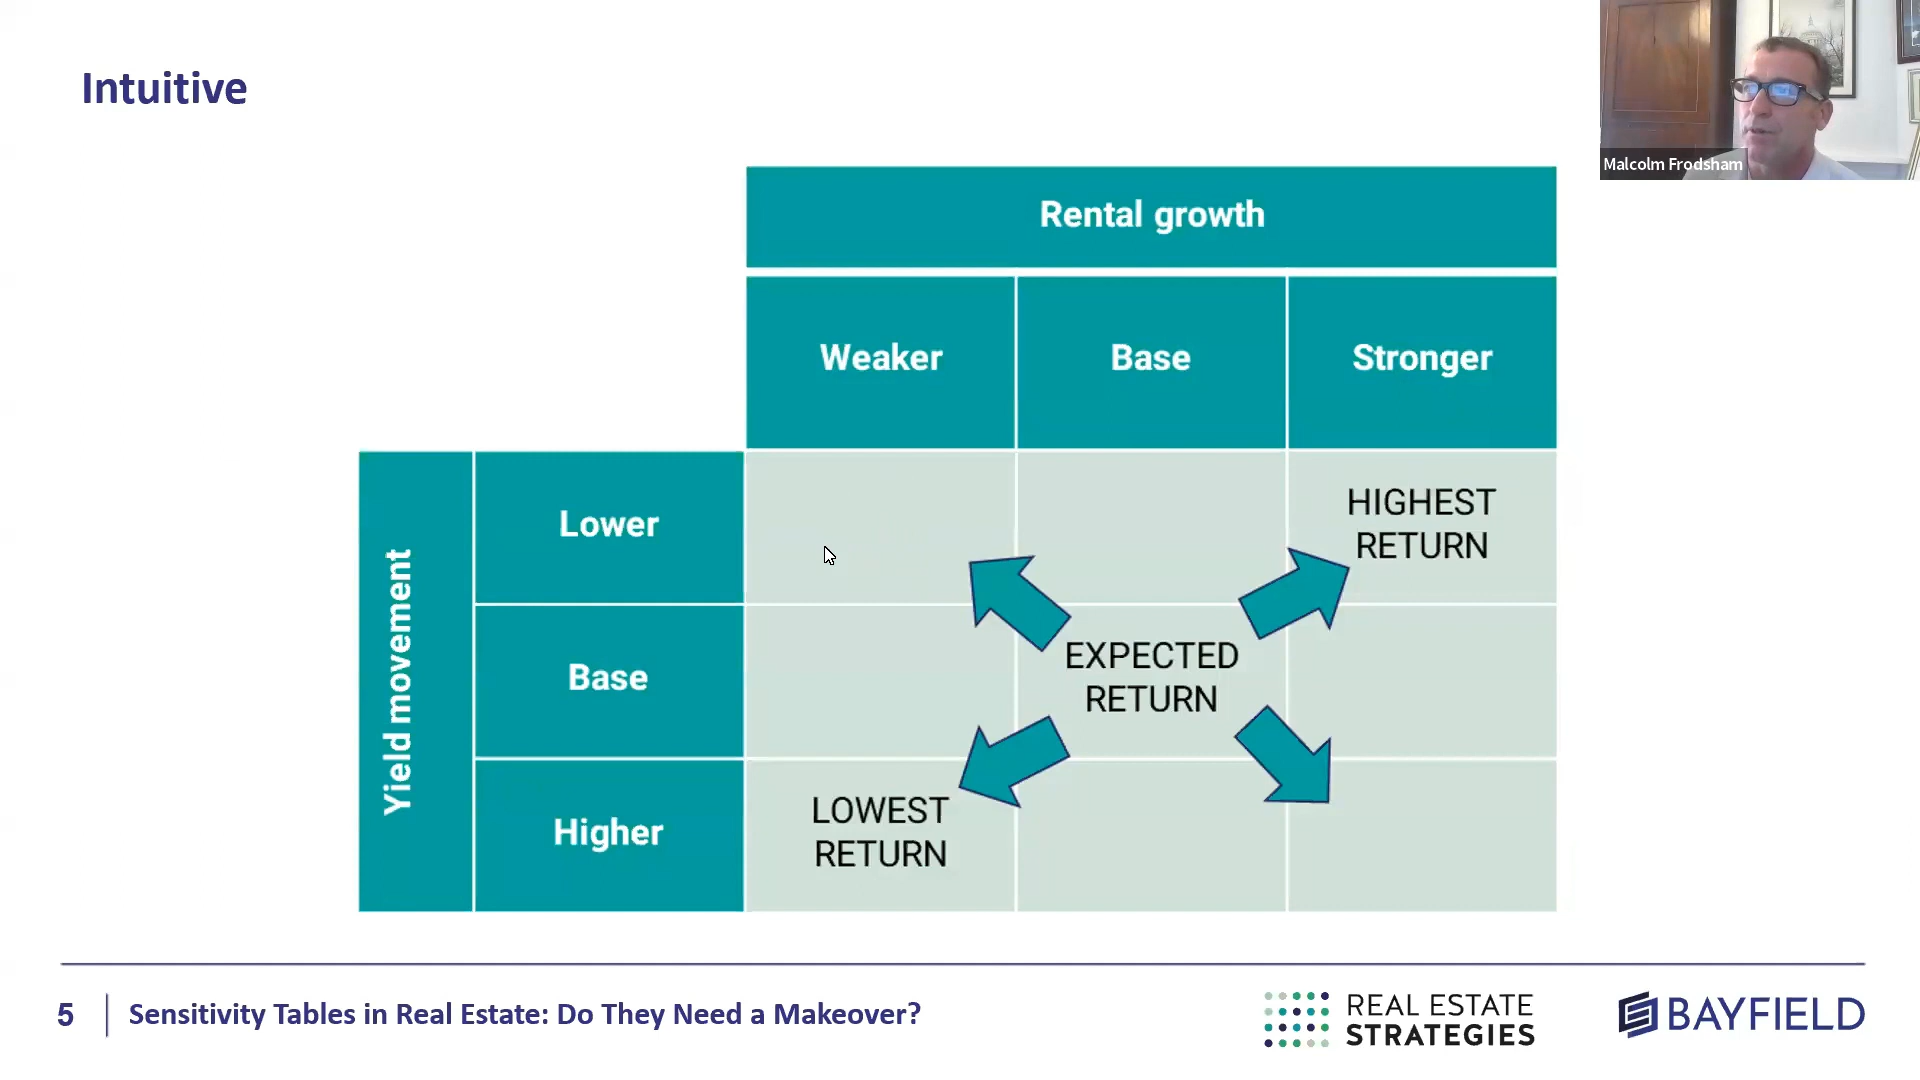 Intuitive
Malcolm Frodsham
Rental growth
Weaker
Base
Stronger
Yield movement
Lower
HIGHEST
RETURN
Base
EXPECTED
RETURN
Higher
LOWEST
RETURN
5
Sensitivity Tables in Real Estate: Do They Need a Makeover?
REAL ESTATE
STRATEGIES
BAYFIELD